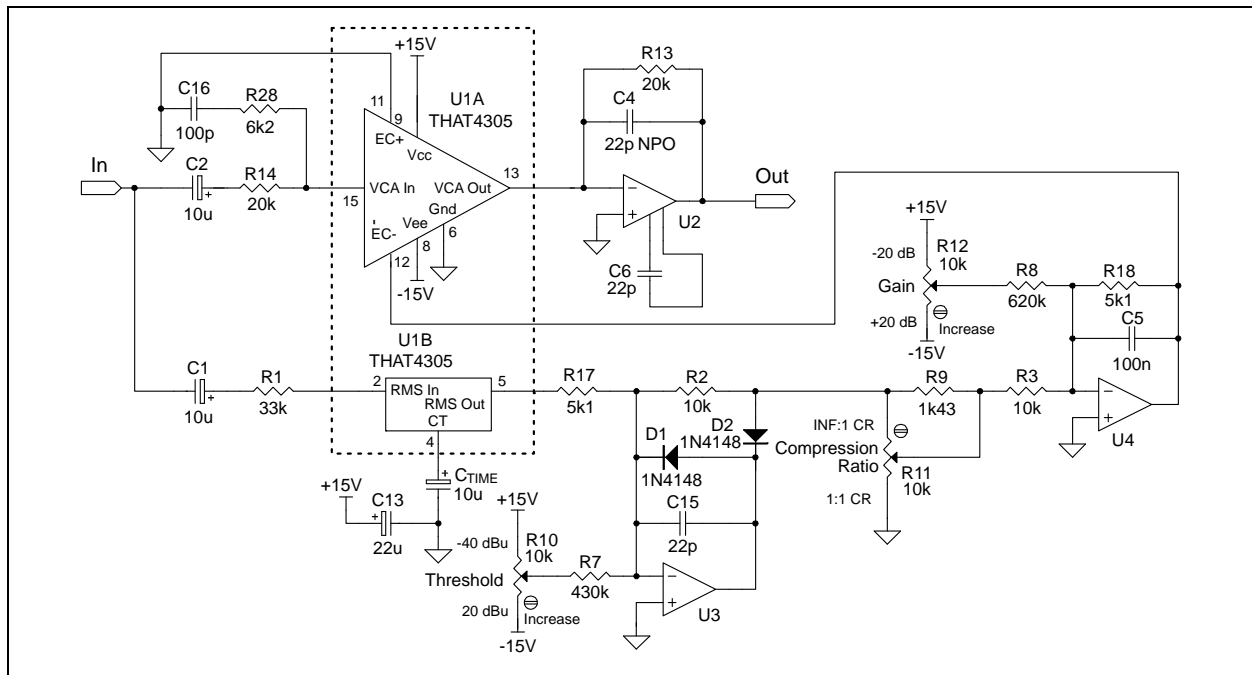 +15V
R13
20k
C16
R28
11
U1A
THAT4305
C4
100p
6k2
9
EC+
Vcc
22p NPO
In
C2
R14
VCA In
VCA Out
13
Out
+
10u
20k
15
Gnd
−
+
U2
+15V
EC-
Vee
6
8
12
-15V
C6
22p
-20 dB
R12
10k
Gain
R8
R18
620k
5k1
+20 dB
Increase
C5
-15V
100n
U1B
THAT4305
C1
R1
2
RMS In
RMS Out
5
R17
R2
R9
R3
+
10u
33k
CT
5k1
10k
1k43
10k
−
+
U4
4
D1
D2
1N4148
INF:1 CR
Compression
Ratio
1N4148
R11
10k
1:1 CR
+15V
+
CTIME
10u
C13
+
22u
C15
22p
+15V
-40 dBu
R10
10k
Threshold
R7
430k
−
+
U3
20 dBu
Increase
-15V